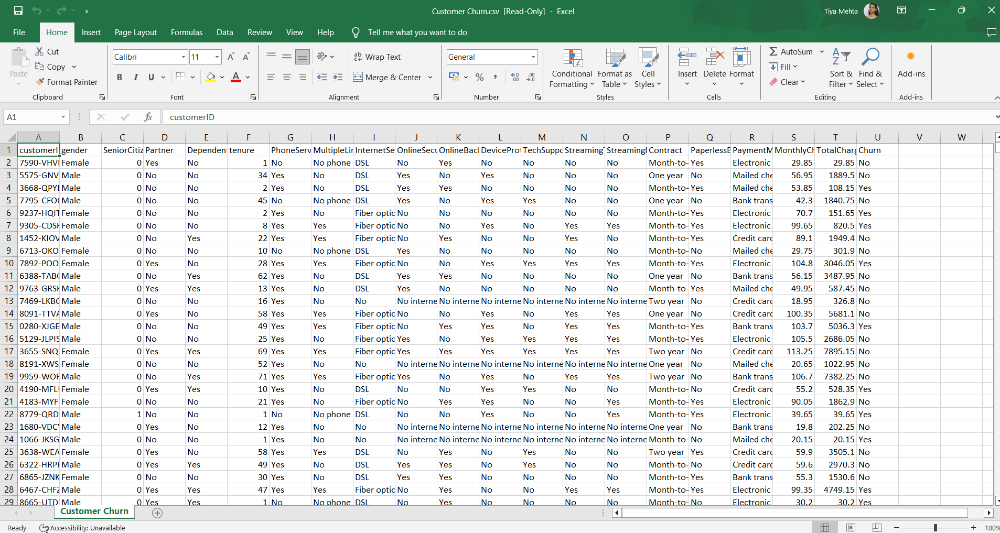 Customer Churn.csv [Read-Only] - Excel
Tiya Mehta
File Home Insert Page Layout Formulas Data Review View Help Tell me what you want to do
Paste Cut Copy Format Painter Clipboard
Calibri 11 B I U A Font
Wrap Text Merge & Center Alignment
General % , Number
Conditional Formatting Format as Table Cell Styles Styles
Insert Delete Format Cells
AutoSum Fill Clear Sort & Filter Find & Select Editing
Add-ins Add-ins
A1 fx customerID
A B C D E F G H I J K L M N O P Q R S T U V W
1 customerI gender SeniorCitiz Partner Dependent tenure PhoneServ MultipleLin InternetSe OnlineSecu OnlineBac DeviceProt TechSuppo Streaming Streaming Contract PaperlessB PaymentM MonthlyCh TotalCharg Churn
2 7590-VHV Female 0 Yes No 1 No No phone DSL No Yes No No No No Month-to- Yes Electronic 29.85 29.85 No
3 5575-GNV Male 0 No No 34 Yes No DSL Yes No Yes No No No One year No Mailed che 56.95 1889.5 No
4 3668-QPYE Male 0 No No 2 Yes No DSL Yes Yes No No No No Month-to- Yes Mailed che 53.85 108.15 Yes
5 7795-CFO Male 0 No No 45 No No phone DSL Yes No Yes Yes No No One year No Bank trans 42.3 1840.75 No
6 9237-HQIT Female 0 No No 2 Yes No Fiber optic No No No No No No Month-to- Yes Electronic 70.7 151.65 Yes
7 9305-CDSK Female 0 No No 8 Yes Yes Fiber optic No No Yes No Yes Yes Month-to- Yes Electronic 99.65 820.5 Yes
8 1452-KIOV Male 0 No Yes 22 Yes Yes Fiber optic No Yes No No Yes No Month-to- Yes Credit card 89.1 1949.4 No
9 6713-OKO Female 0 No No 10 No No phone DSL Yes No No No No No Month-to- No Mailed che 29.75 301.9 No
10 7892-POO Female 0 Yes No 28 Yes Yes Fiber optic No No Yes Yes Yes Yes Month-to- Yes Electronic 104.8 3046.05 Yes
11 6388-TABG Male 0 No Yes 62 Yes No DSL Yes Yes No No No No One year No Bank trans 56.15 3487.95 No
12 9763-GRSK Male 0 Yes Yes 13 Yes No DSL Yes No No No No No Month-to- Yes Mailed che 49.95 587.45 No
13 7469-LKBC Male 0 No No 16 Yes No No No interne No interne No interne No interne No interne No interne Two year No Credit card 18.95 326.8 No
14 8091-TTVA Male 0 Yes No 58 Yes Yes Fiber optic No No Yes No Yes Yes One year No Credit card 100.35 5681.1 No
15 0280-XJGE Male 0 No No 49 Yes Yes Fiber optic No Yes Yes No Yes Yes Month-to- Yes Bank trans 103.7 5036.3 Yes
16 5129-JLPIS Male 0 No No 25 Yes No Fiber optic Yes No Yes Yes Yes Yes Month-to- Yes Electronic 105.5 2686.05 No
17 3655-SNQ Female 0 Yes Yes 69 Yes Yes Fiber optic Yes Yes Yes Yes Yes Yes Two year No Credit card 113.25 7895.15 No
18 8191-XWS Female 0 No No 52 Yes No No No interne No interne No interne No interne No interne No interne One year No Mailed che 20.65 1022.95 No
19 9959-WOF Male 0 No Yes 71 Yes Yes Fiber optic Yes No Yes No Yes Yes Two year No Bank trans 106.7 7382.25 No
20 4190-MFL Female 0 Yes Yes 10 Yes No DSL No No Yes Yes No No Month-to- No Credit card 55.2 528.35 Yes
21 4183-MYF Female 0 No No 21 Yes No Fiber optic No Yes Yes No No Yes Month-to- Yes Electronic 90.05 1862.9 No
22 8779-QRD Male 1 No No 1 No No phone DSL No No Yes No No Yes Month-to- Yes Electronic 39.65 39.65 Yes
23 1680-VDC Male 0 Yes No 12 Yes No No No interne No interne No interne No interne No interne No interne One year No Bank trans 19.8 202.25 No
24 1066-JKSG Male 0 No No 1 Yes No No No interne No interne No interne No interne No interne No interne Month-to- No Mailed che 20.15 20.15 Yes
25 3638-WEA Female 0 Yes No 58 Yes Yes DSL No Yes No Yes No No Two year Yes Credit card 59.9 3505.1 No
26 6322-HRPF Male 0 Yes Yes 49 Yes No DSL Yes Yes No Yes No No Month-to- No Credit card 59.6 2970.3 No
27 6865-JZNK Female 0 No No 30 Yes No DSL Yes Yes No No No No Month-to- Yes Bank trans 55.3 1530.6 No
28 6467-CHFZ Male 0 Yes Yes 47 Yes Yes Fiber optic No Yes No No Yes Yes Month-to- Yes Electronic 99.35 4749.15 Yes
29 8665-UTD Male 0 Yes Yes 1 No No phone DSL No Yes No No No No Month-to- No Electronic 30.2 30.2 Yes
Customer Churn
Ready Accessibility: Unavailable 100%